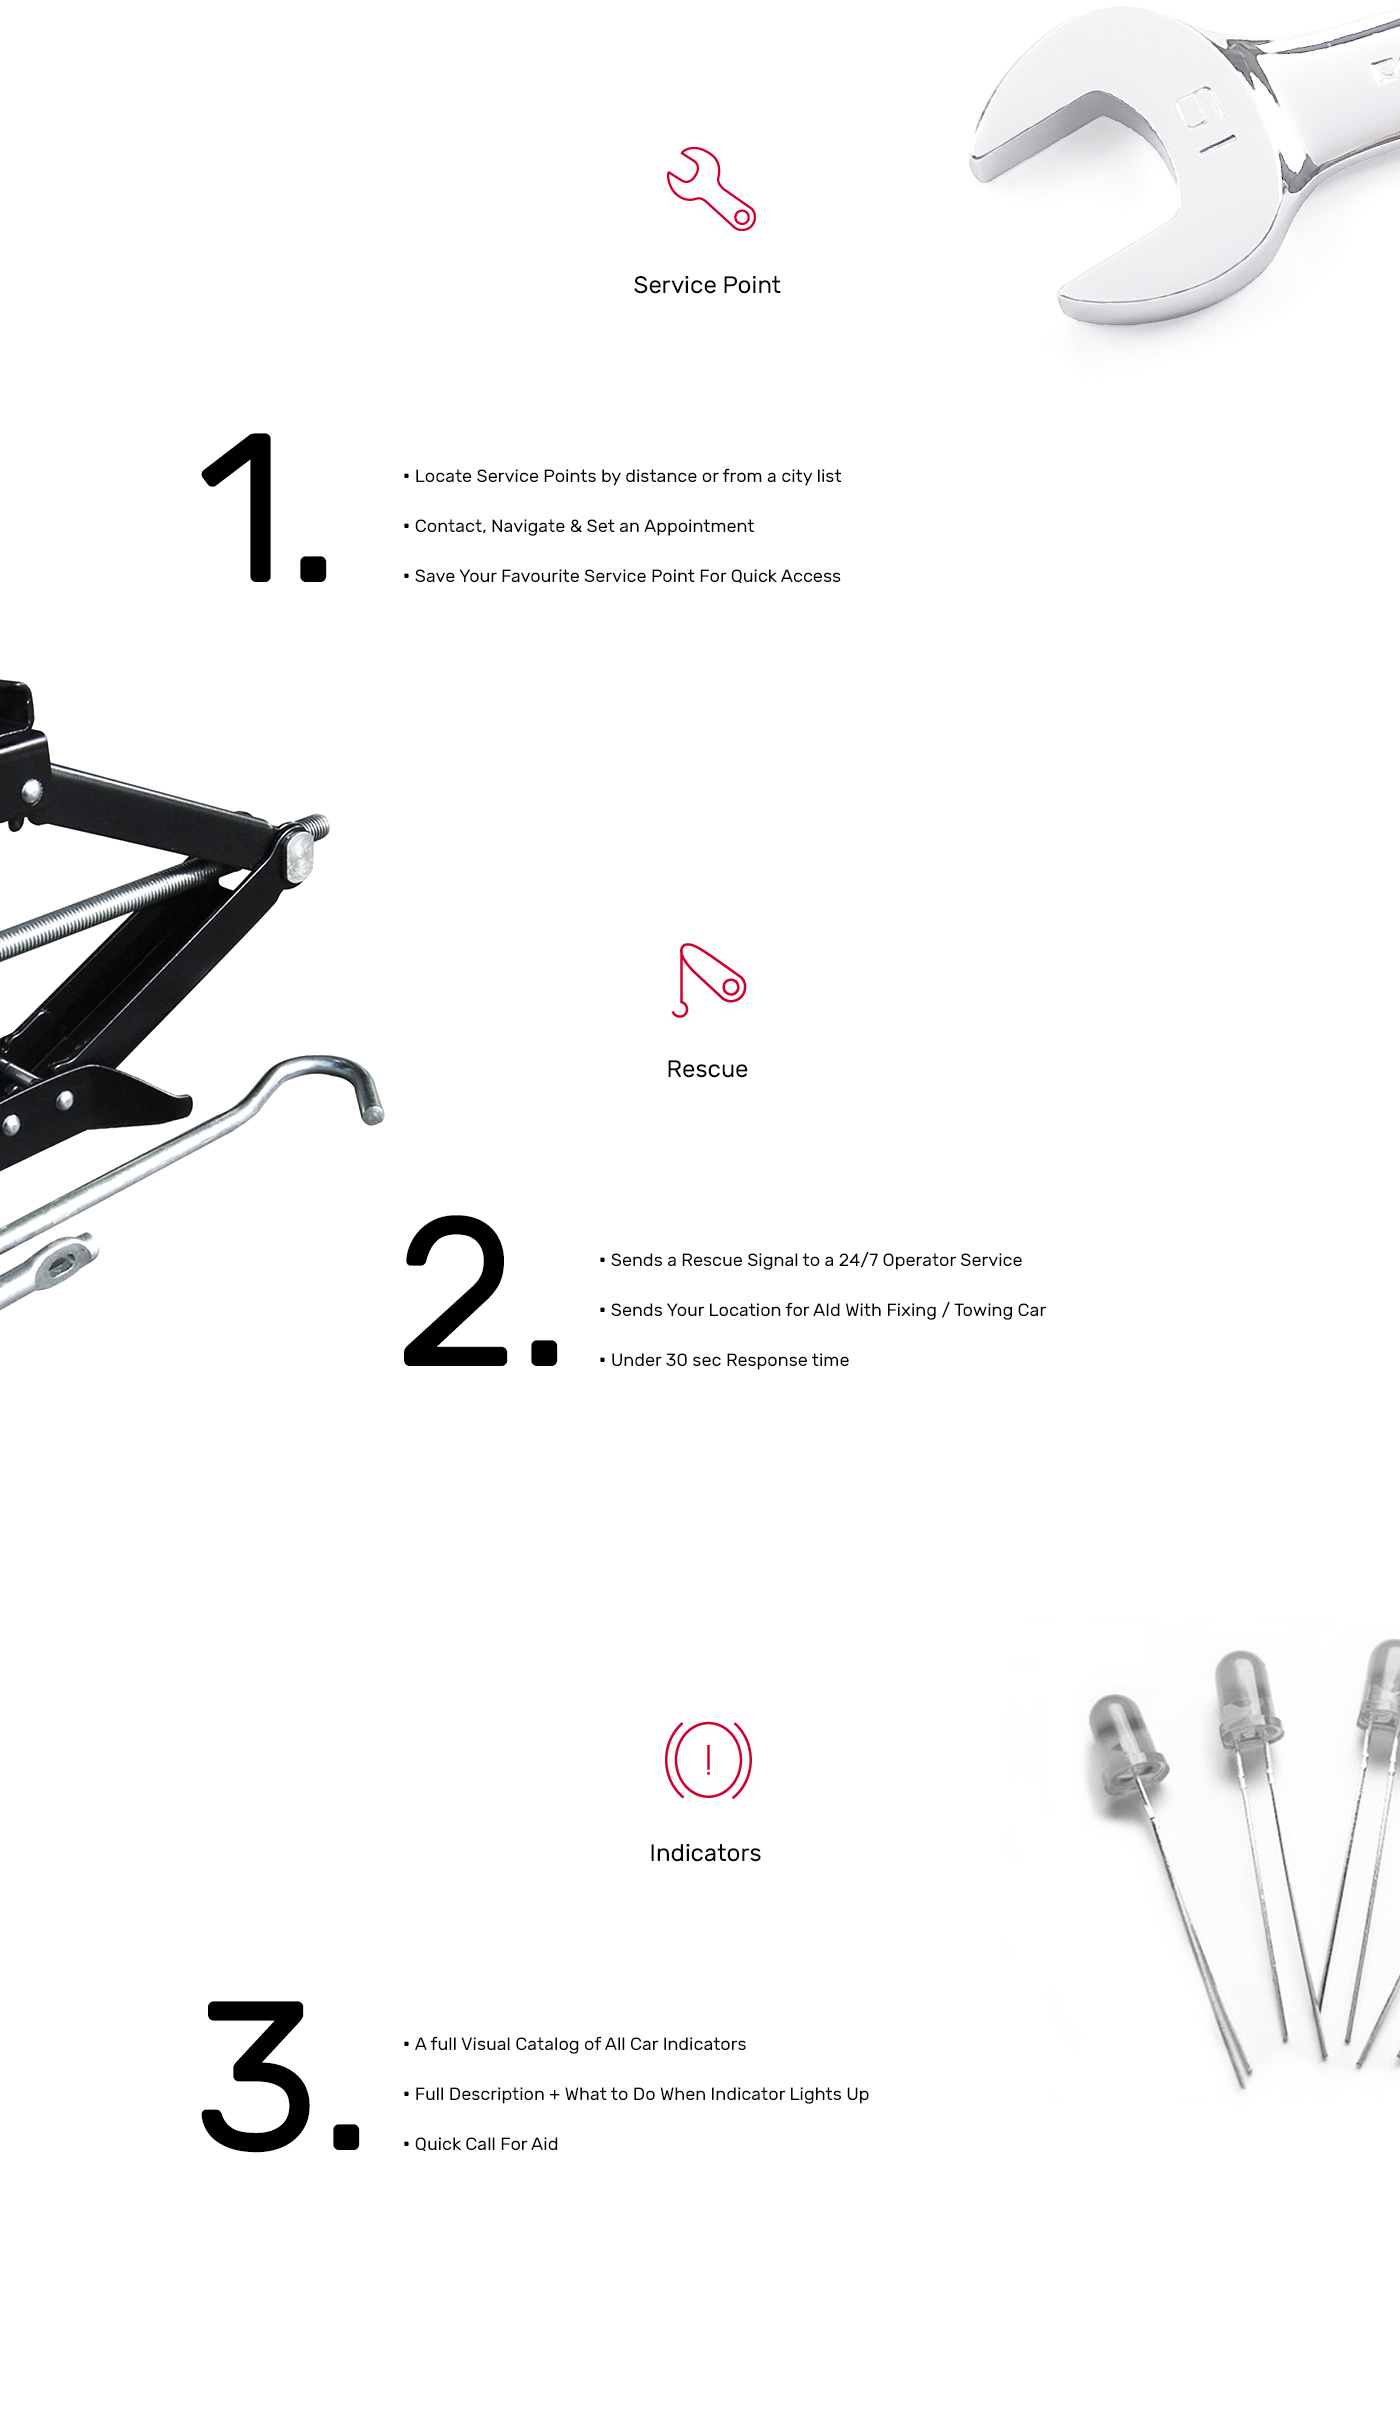 Service Point
1.
▪ Locate Service Points by distance or from a city list
▪ Contact, Navigate & Set an Appointment
▪ Save Your Favourite Service Point For Quick Access
Rescue
2.
▪ Sends a Rescue Signal to a 24/7 Operator Service
▪ Sends Your Location for AId With Fixing / Towing Car
▪ Under 30 sec Response time
Indicators
3.
▪ A full Visual Catalog of All Car Indicators
▪ Full Description + What to Do When Indicator Lights Up
▪ Quick Call For Aid